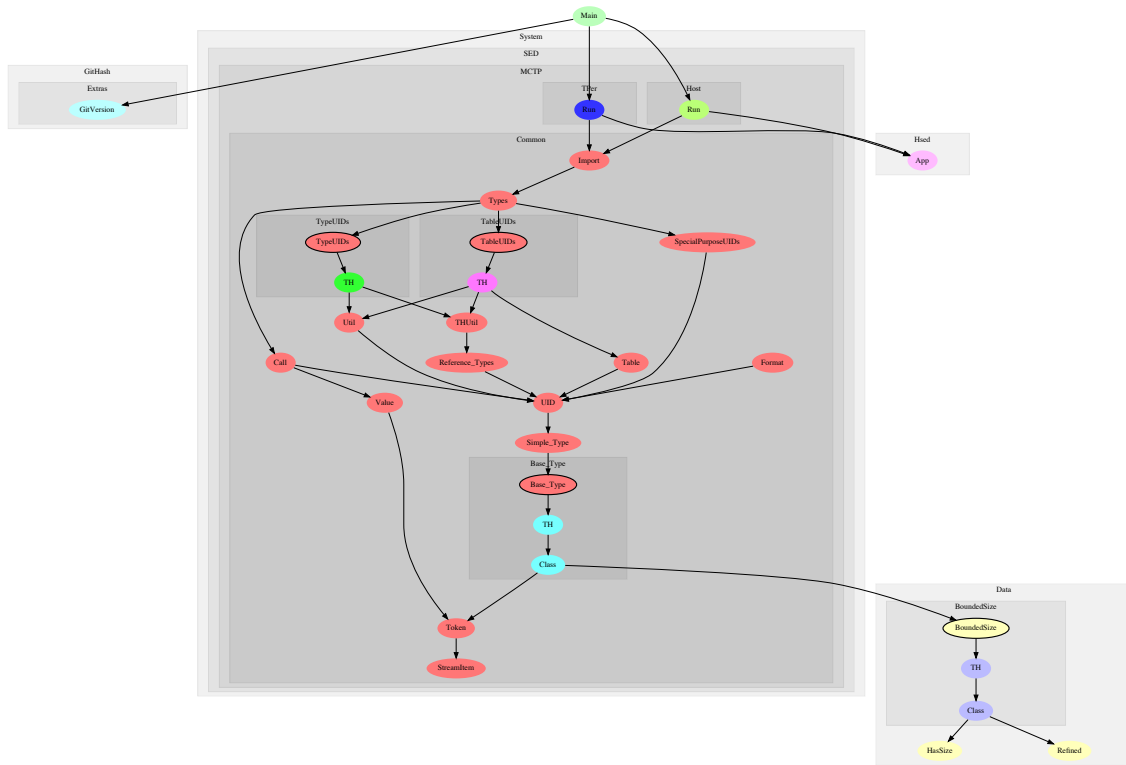 Main
System
SED
GitHash
MCTP
Extras
TPer
Host
GitVersion
Run
Run
Hsed
Common
Import
App
Types
TypeUIDs
TableUIDs
TypeUIDs
TableUIDs
SpecialPurposeUIDs
TH
TH
Util
THUtil
Call
Reference_Types
Table
Format
Value
UID
Simple_Type
Base_Type
Base_Type
TH
Class
Data
BoundedSize
Token
BoundedSize
StreamItem
TH
Class
HasSize
Refined